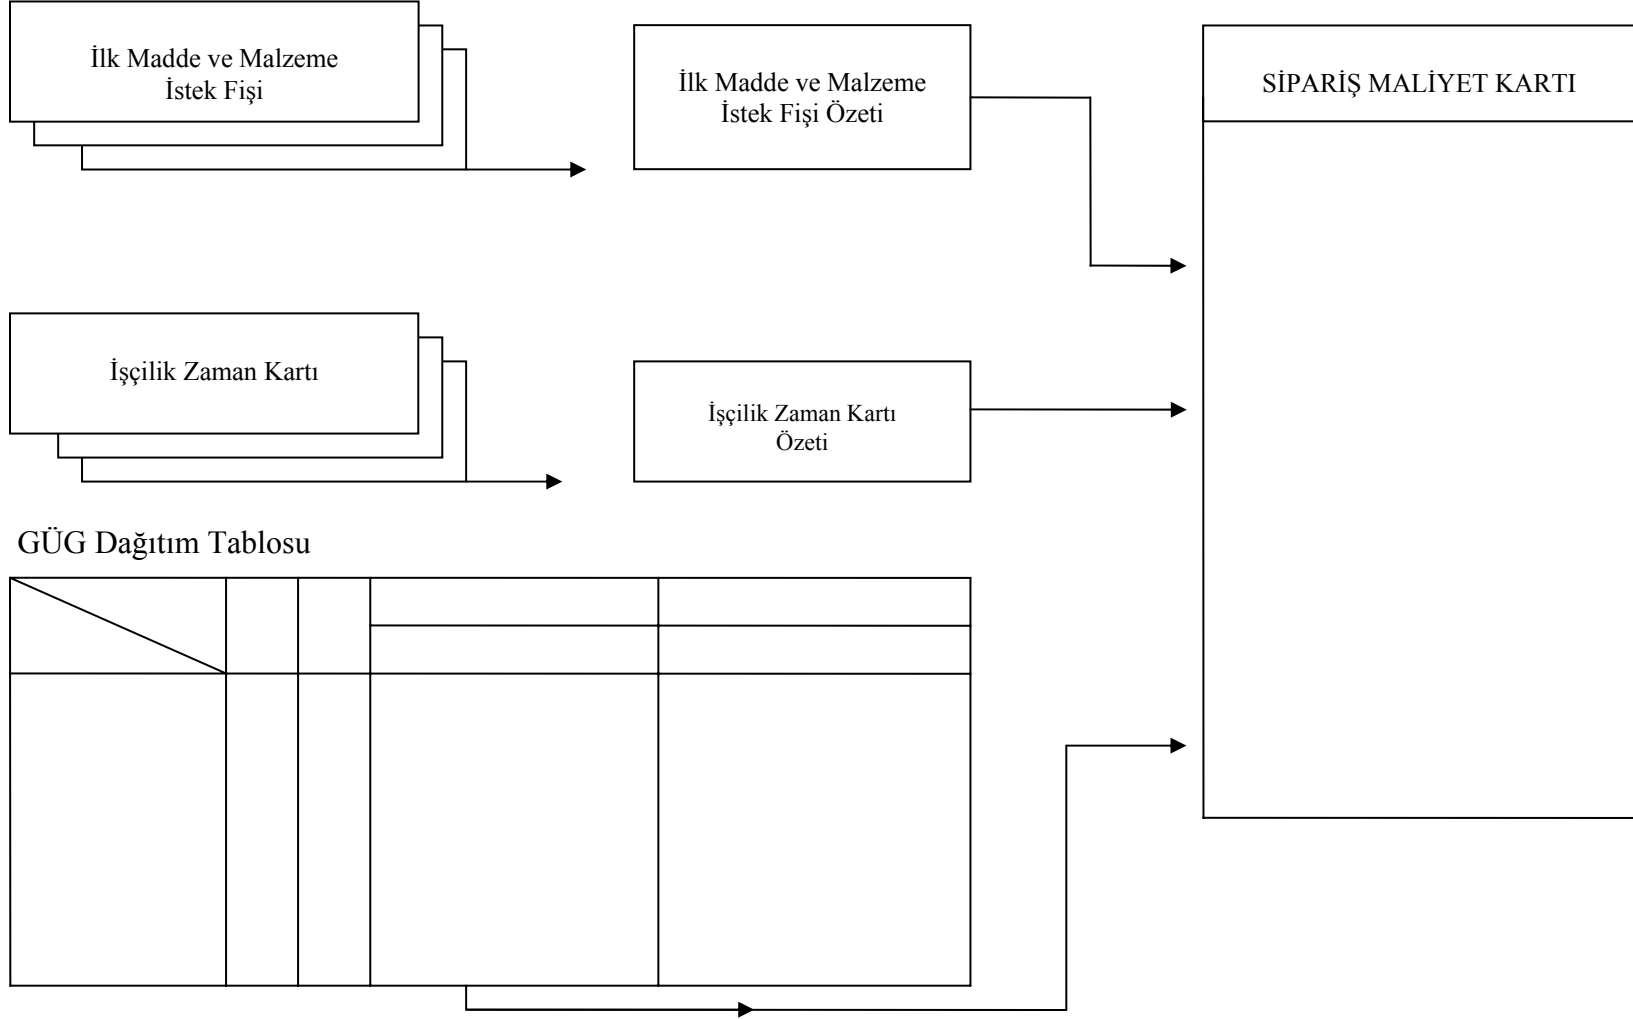 İlk Madde ve Malzeme
İstek Fişi
İlk Madde ve Malzeme
İstek Fişi Özeti
SİPARİŞ MALİYET KARTI
İşçilik Zaman Kartı
İşçilik Zaman Kartı
Özeti
GÜG Dağıtım Tablosu